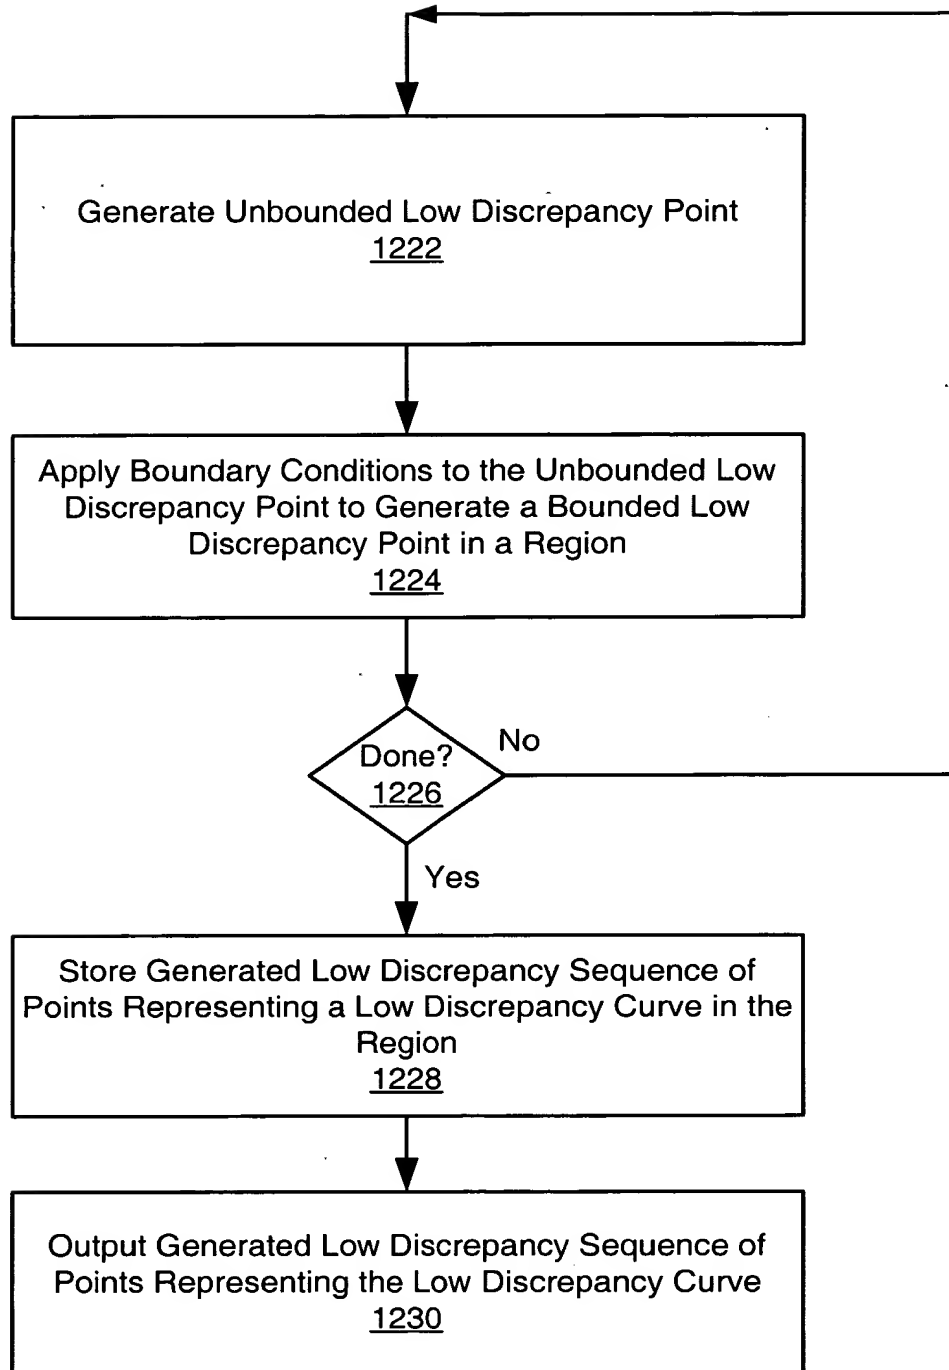 Generate Unbounded Low Discrepancy Point
1222
Apply Boundary Conditions to the Unbounded Low
Discrepancy Point to Generate a Bounded Low
Discrepancy Point in a Region
1224
Done?
1226
No
Yes
Store Generated Low Discrepancy Sequence of
Points Representing a Low Discrepancy Curve in the
Region
1228
Output Generated Low Discrepancy Sequence of
Points Representing the Low Discrepancy Curve
1230